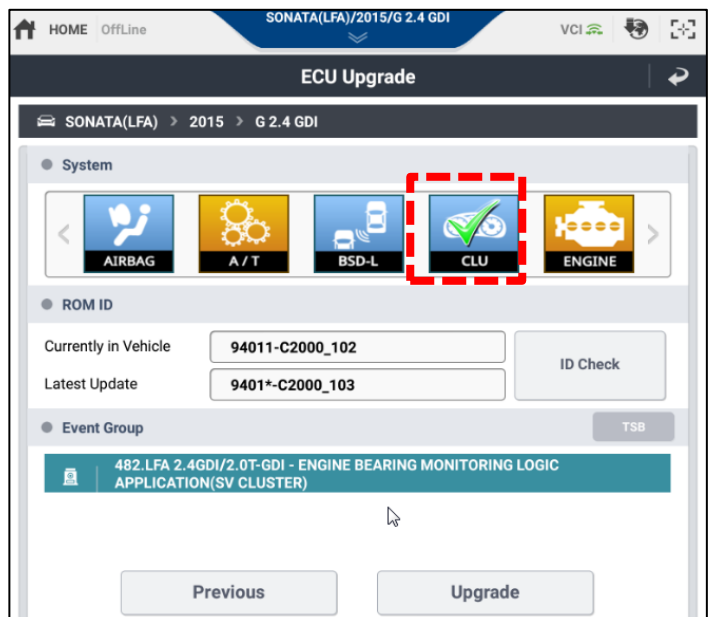 HOME OffLine SONATA(LFA)/2015/G 2.4 GDI VCI
ECU Upgrade
SONATA(LFA) > 2015 > G 2.4 GDI
System
AIRBAG A/T BSD-L CLU ENGINE
ROM ID
Currently in Vehicle 94011-C2000_102
ID Check
Latest Update 9401*-C2000_103
Event Group TSB
482.LFA 2.4GDI/2.0T-GDI - ENGINE BEARING MONITORING LOGIC
APPLICATION(SV CLUSTER)
Previous Upgrade